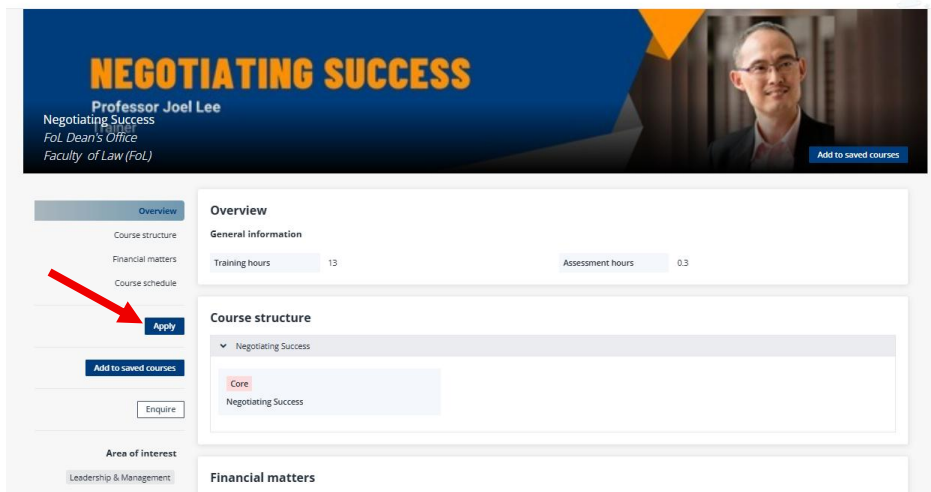 NEGOTIATING SUCCESS
Professor Joel Lee
Trainer
Negotiating Success
FoL Dean's Office
Faculty of Law (FoL)
Add to saved courses
Overview
Course structure
Financial matters
Course schedule
Apply
Add to saved courses
Enquire
Area of interest
Leadership & Management
Overview
General information
Training hours 13 Assessment hours 0.3
Course structure
Negotiating Success
Core
Negotiating Success
Financial matters